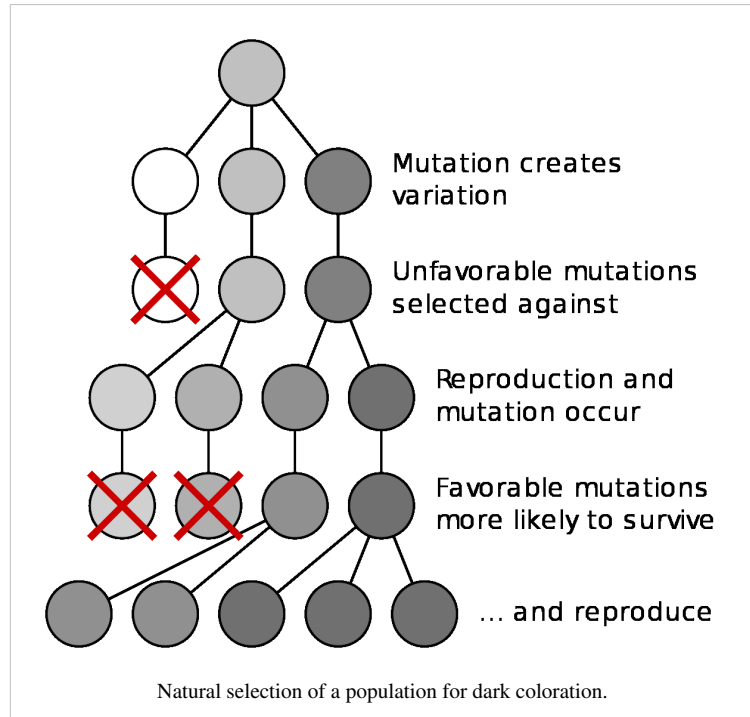 Mutation creates
variation
Unfavorable mutations
selected against
Reproduction and
mutation occur
Favorable mutations
more likely to survive
... and reproduce
Natural selection of a population for dark coloration.